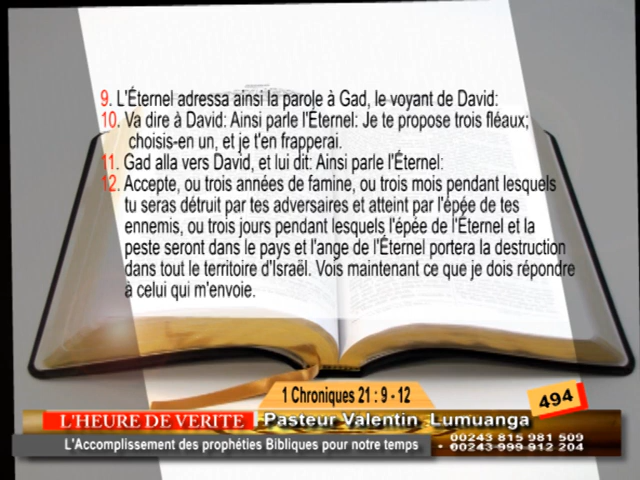 9. L'Éternel adressa ainsi la parole à Gad, le voyant de David:
10. Va dire à David: Ainsi parle l'Éternel: Je te propose trois fléaux;
choisis-en un, et je t'en frapperai.
11. Gad alla vers David, et lui dit: Ainsi parle l'Éternel:
12. Accepte, ou trois années de famine, ou trois mois pendant lesquels
tu seras détruit par tes adversaires et atteint par l'épée de tes
ennemis, ou trois jours pendant lesquels l'épée de l'Éternel et la
peste seront dans le pays et l'ange de l'Éternel portera la destruction
dans tout le territoire d'Israël. Vois maintenant ce que je dois répondre
à celui qui m'envoie.
1 Chroniques 21 : 9 - 12
494
L'HEURE DE VERITE Pasteur Valentin Lumuanga
L'Accomplissement des prophéties Bibliques pour notre temps
00243 815 981 509
- 00243 999 912 204